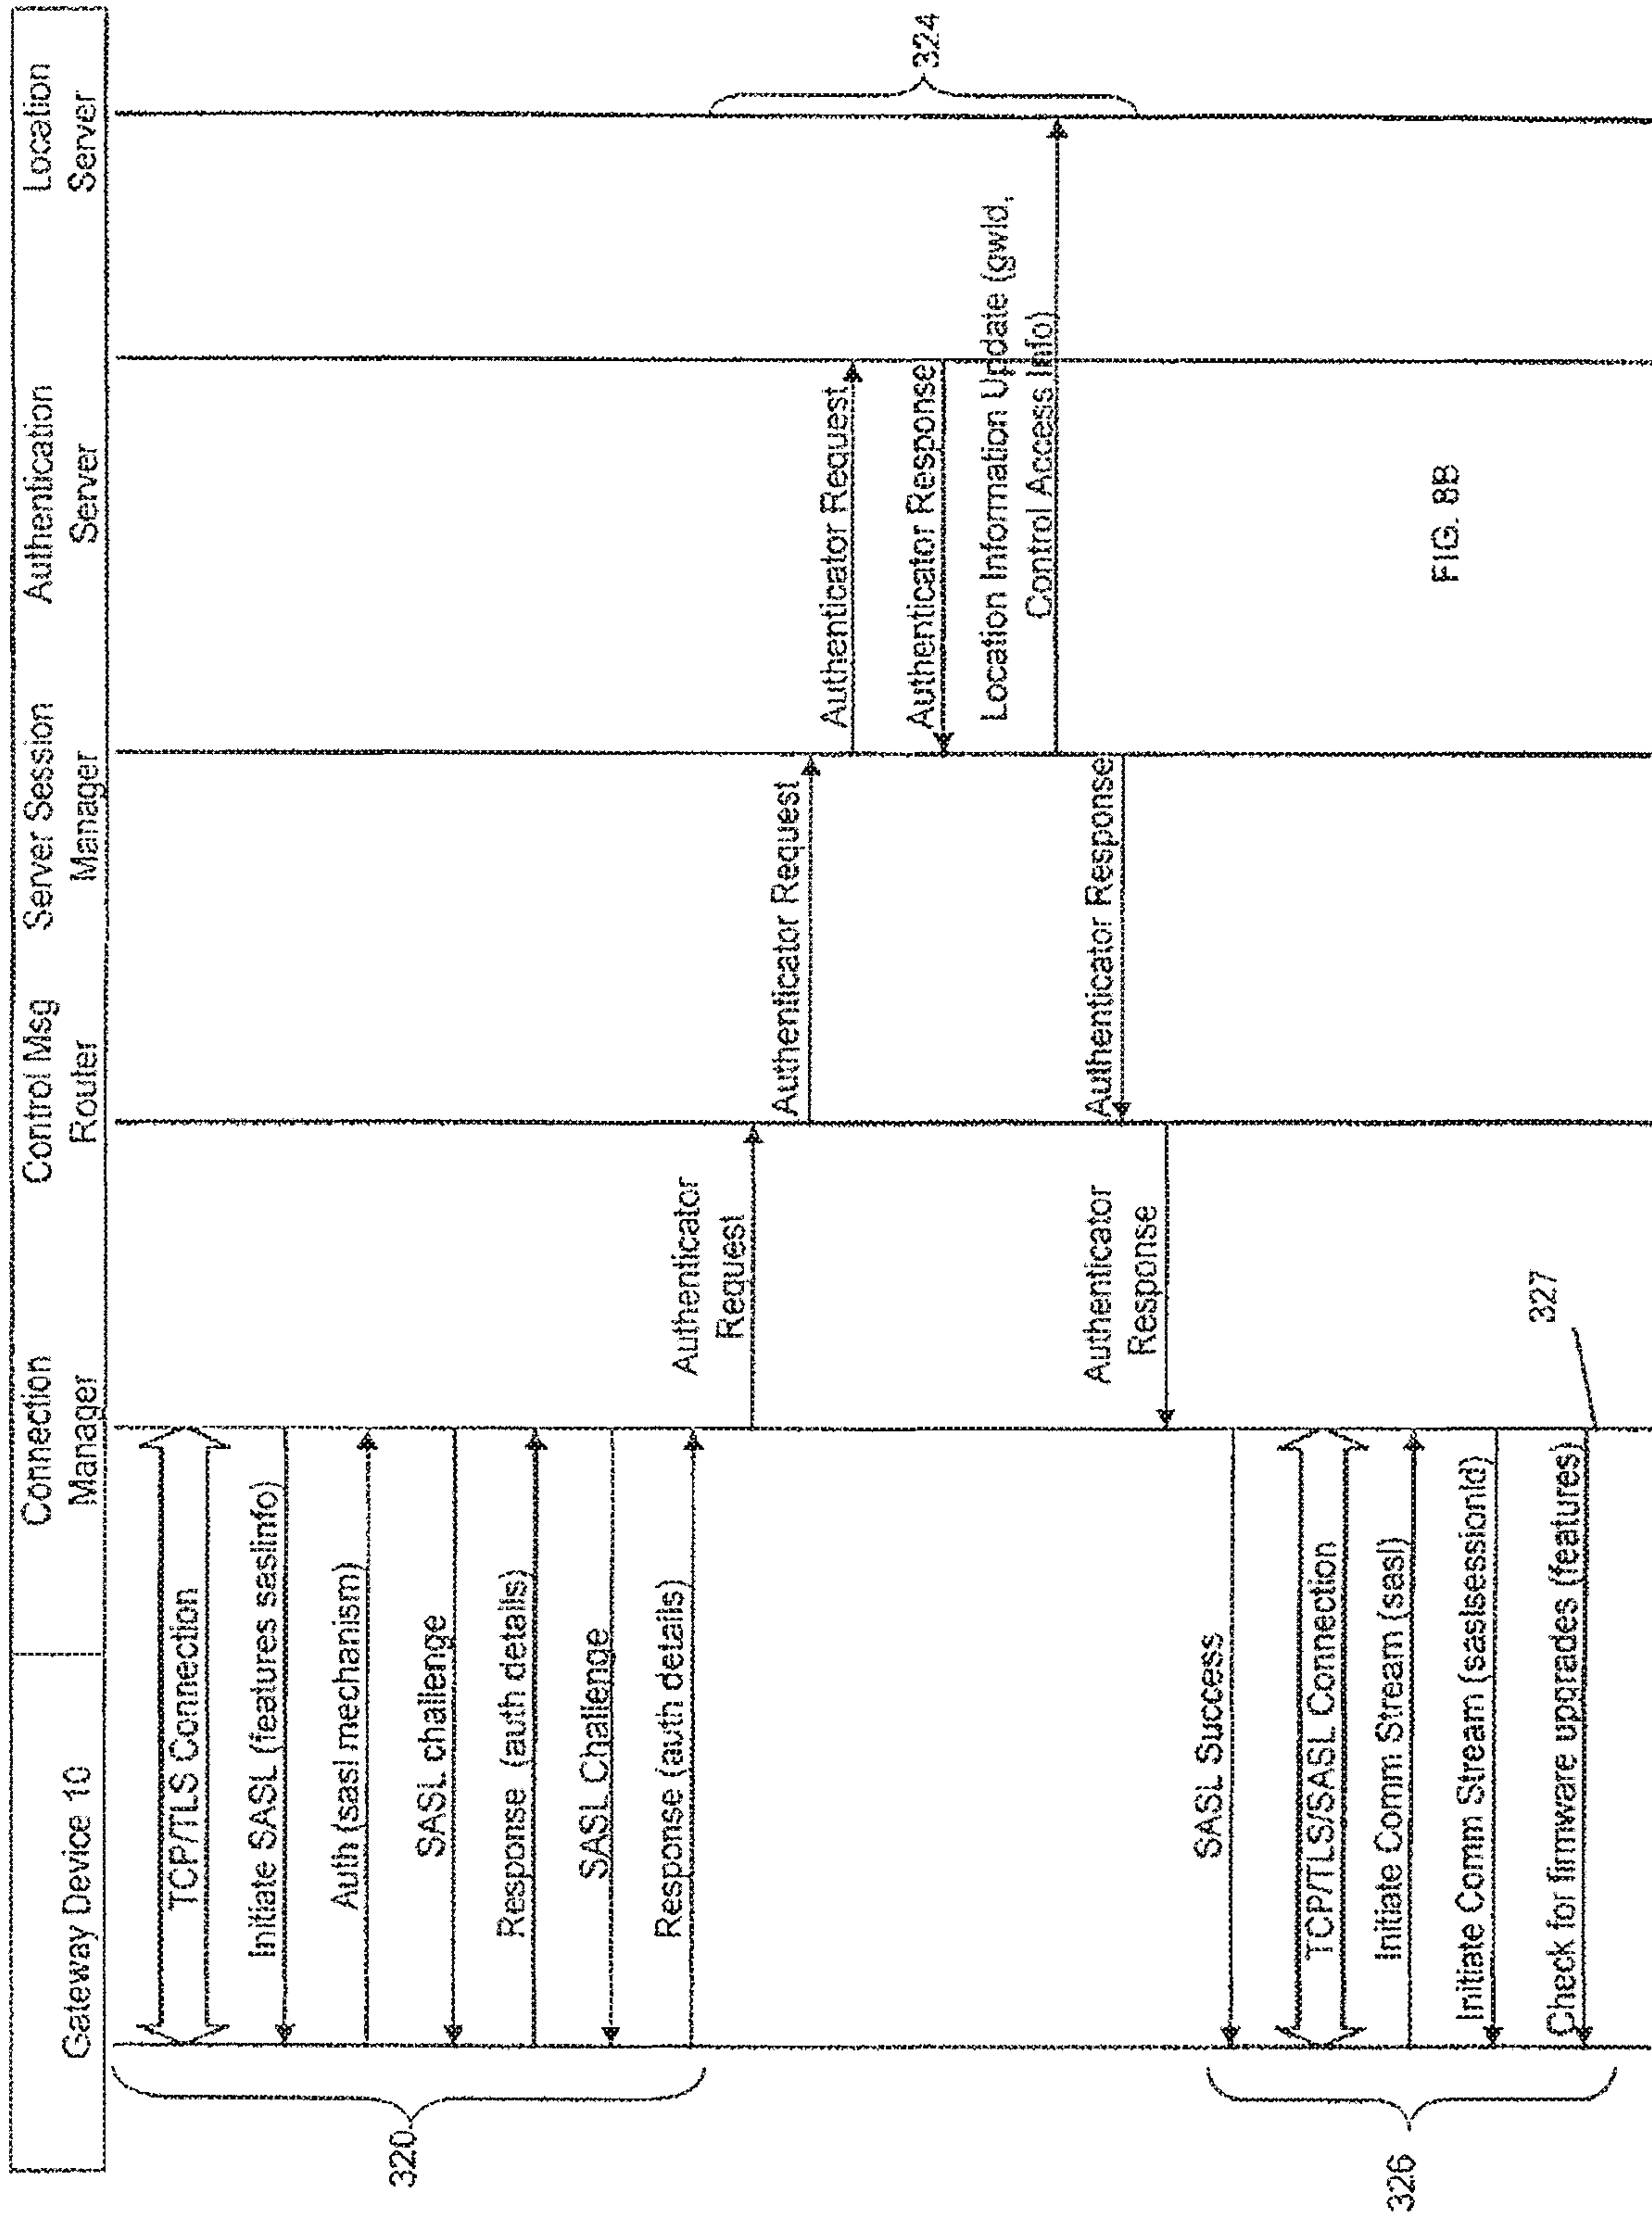 Gateway Device 10
Connection
Manager
Control Msg
Router
Server Session
Manager
Authentication
Server
Location
Server
TCP/TLS Connection
Initiate SASL (features saslinfo)
Auth (sasl mechanism)
SASL challenge
Response (auth details)
SASL Challenge
Response (auth details)
320
Authenticator
Request
Authenticator Request
Authenticator Request
Authenticator Response
Location Information Update (gwId,
Control Access Info)
324
Authenticator Response
Authenticator
Response
SASL Success
TCP/TLS/SASL Connection
Initiate Comm Stream (sasl)
Initiate Comm Stream (saslsessionId)
Check for firmware upgrades (features)
326
327
FIG. 8B